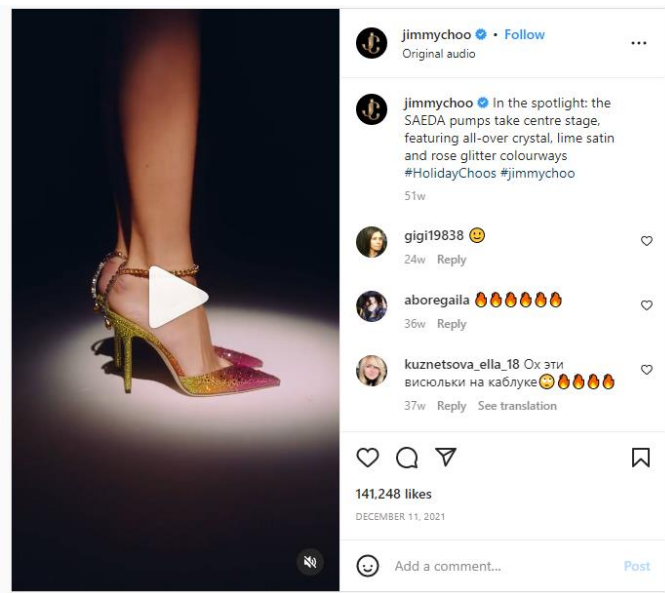 jimmychoo • Follow
Original audio
jimmychoo In the spotlight: the
SAEDA pumps take centre stage,
featuring all-over crystal, lime satin
and rose glitter colourways
#HolidayChoos #jimmychoo
51w
gigi19838 🙂
24w Reply
aboregaila 🔥🔥🔥🔥🔥🔥
36w Reply
kuznetsova_ella_18 Ох эти
висюльки на каблуке🙄🔥🔥🔥🔥
37w Reply See translation
141,248 likes
DECEMBER 11, 2021
Add a comment... Post